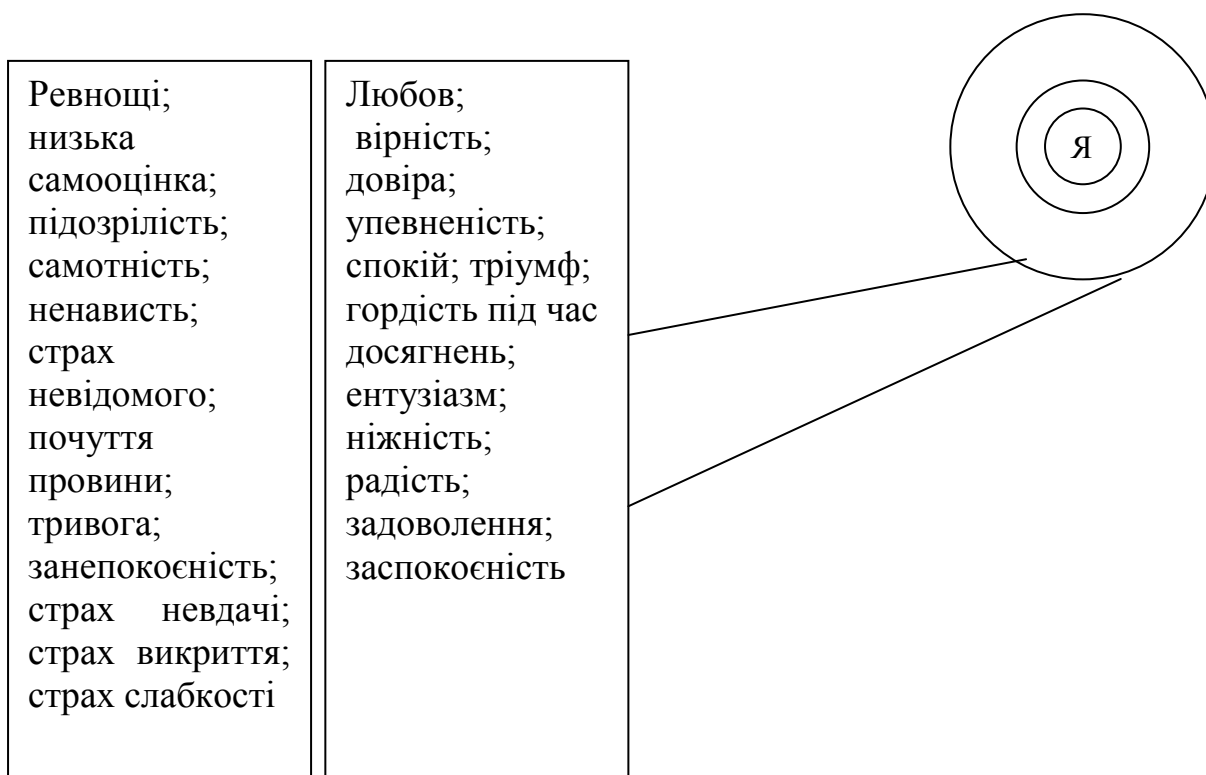 Ревнощі;
низька
самооцінка;
підозрілість;
самотність;
ненависть;
страх
невідомого;
почуття
провини;
тривога;
занепокоєність;
страх невдачі;
страх викриття;
страх слабкості
Любов;
вірність;
довіра;
упевненість;
спокій; тріумф;
гордість під час
досягнень;
ентузіазм;
ніжність;
радість;
задоволення;
заспокоєність
Я